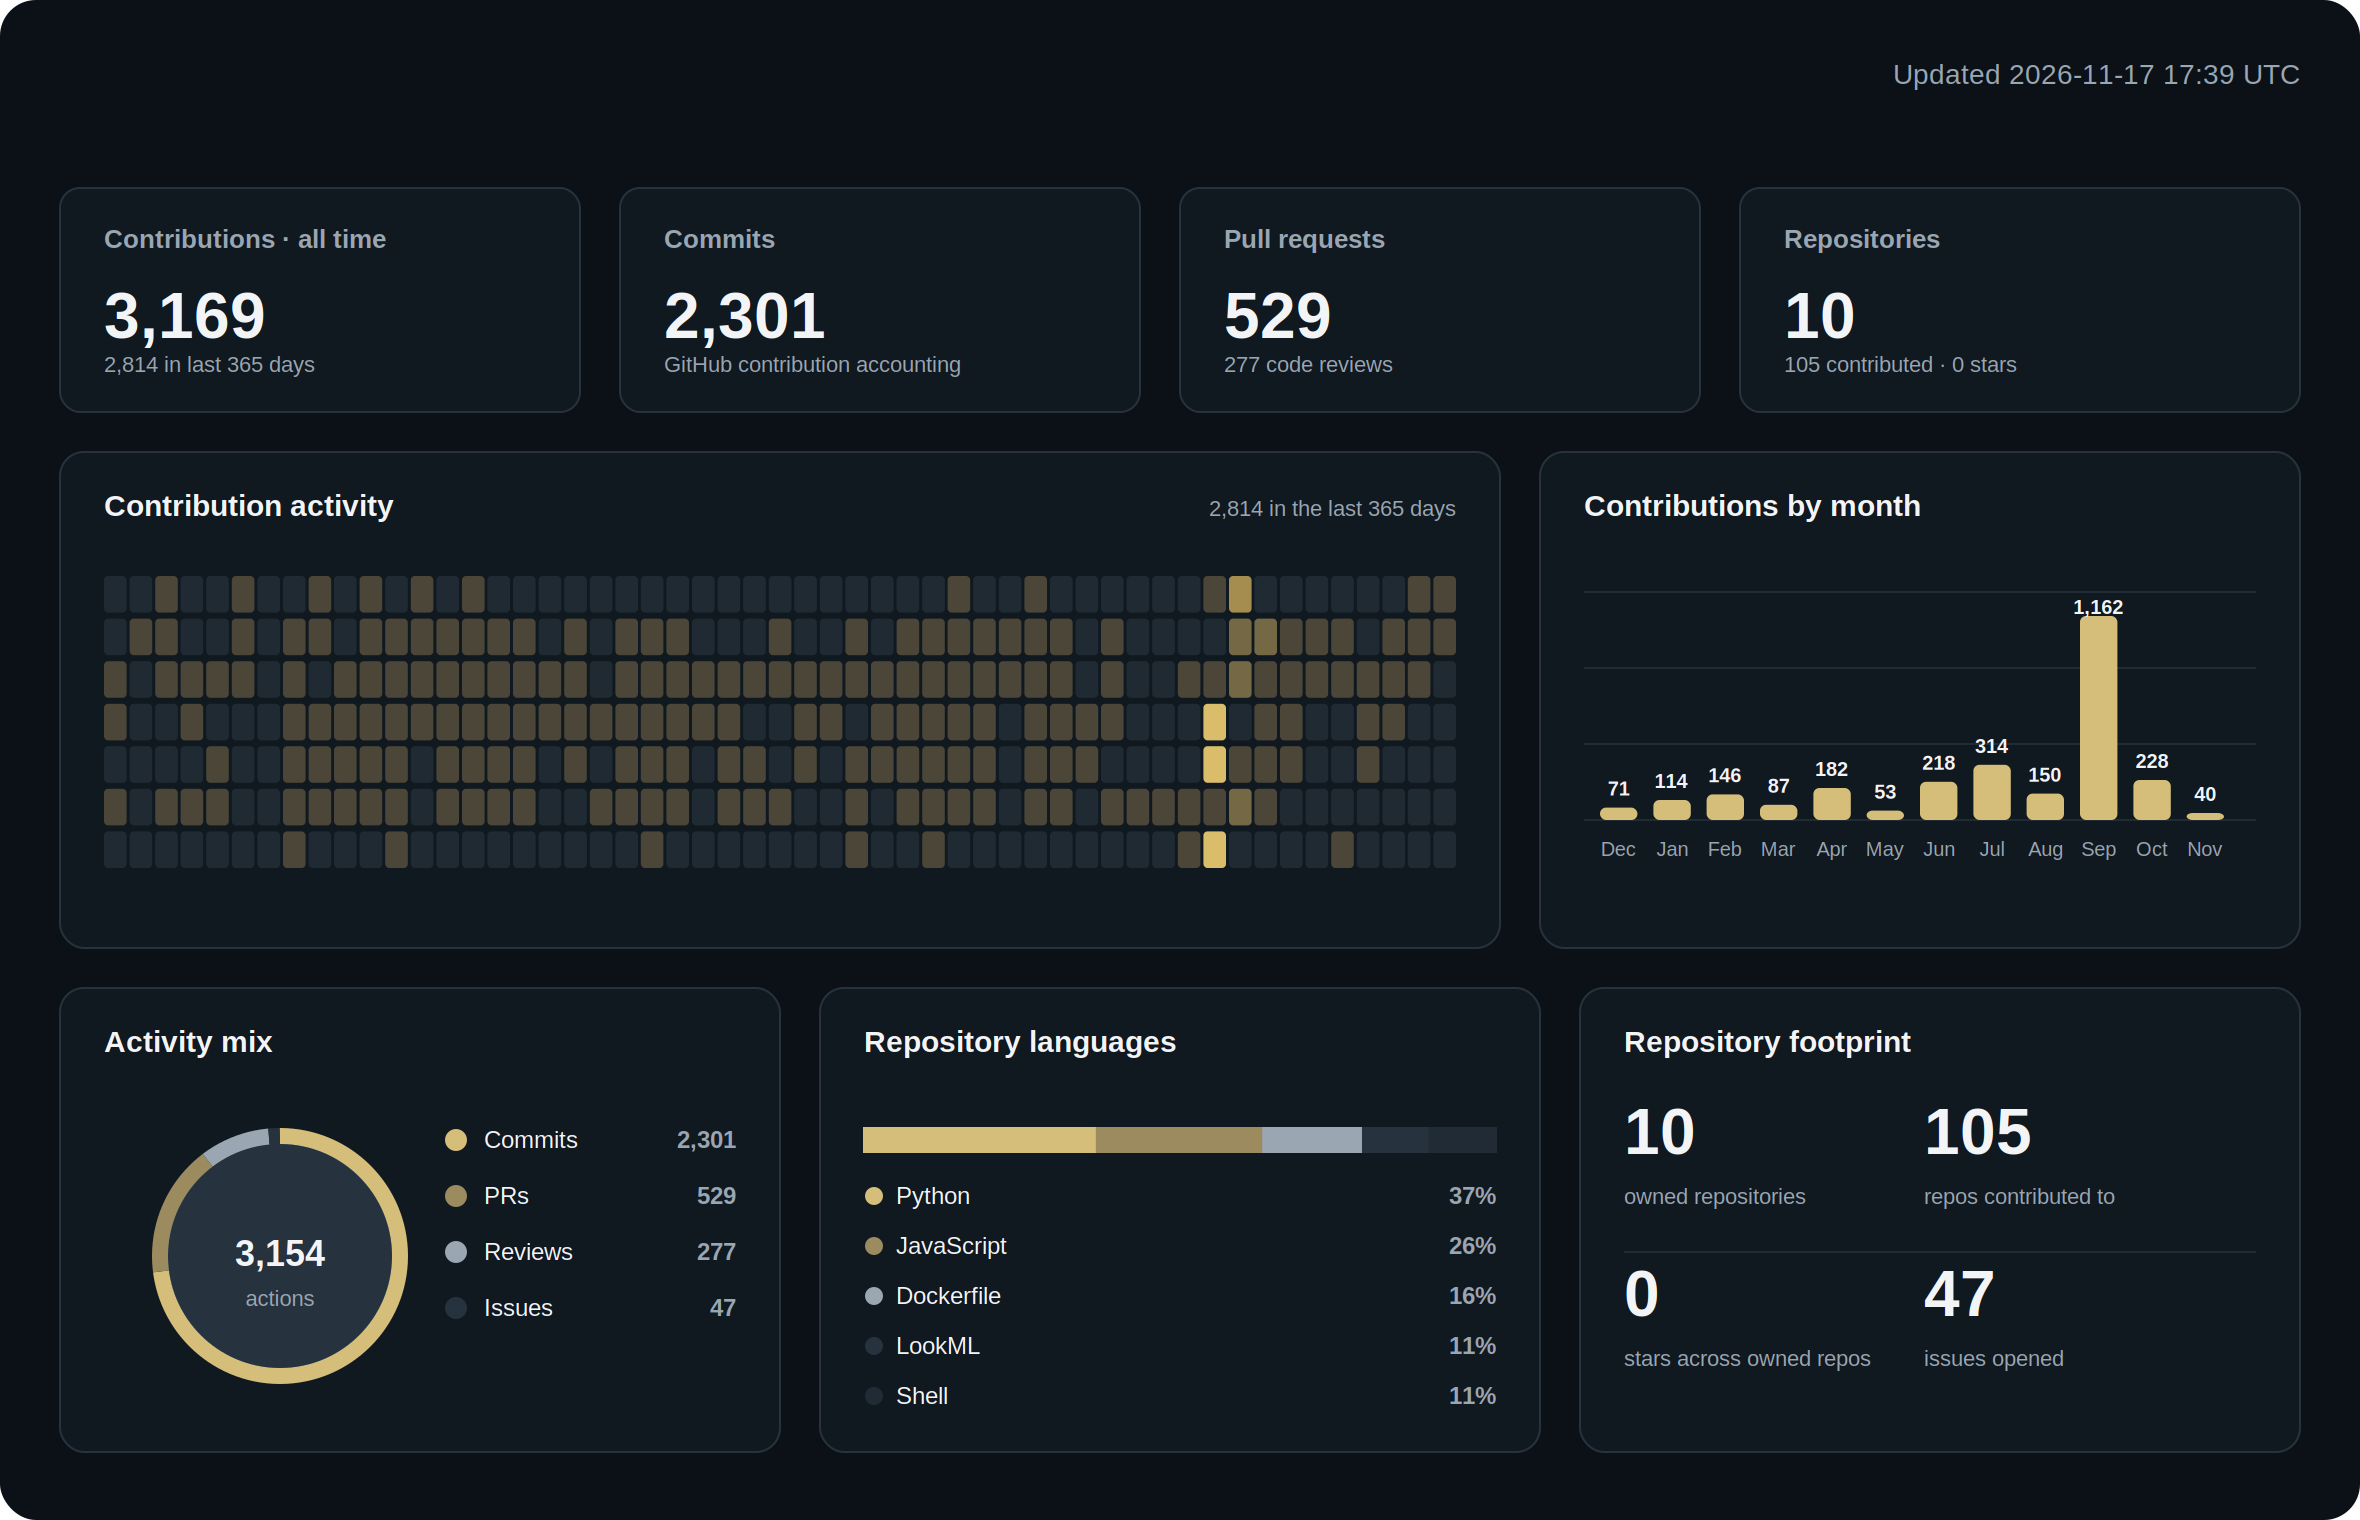 Updated 2026-11-17 17:39 UTC
Contributions · all time
3,169
2,814 in last 365 days
Commits
2,301
GitHub contribution accounting
Pull requests
529
277 code reviews
Repositories
10
105 contributed · 0 stars
Contribution activity
2,814 in the last 365 days
Contributions by month
71 114 146 87 182 53 218 314 150 1,162 228 40
Dec Jan Feb Mar Apr May Jun Jul Aug Sep Oct Nov
Activity mix
3,154
actions
Commits 2,301
PRs 529
Reviews 277
Issues 47
Repository languages
Python 37%
JavaScript 26%
Dockerfile 16%
LookML 11%
Shell 11%
Repository footprint
10
owned repositories
105
repos contributed to
0
stars across owned repos
47
issues opened